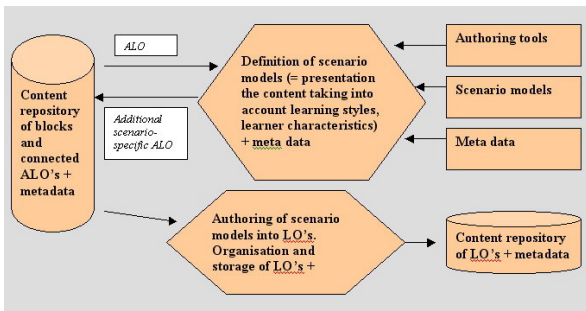 ALO
Content
repository
of blocks
and
connected
ALO's +
metadata
Additional
scenario-
specific ALO
Definition of scenario
models (= presentation
the content taking into
account learning styles,
learner characteristics)
+ meta data
Authoring tools
Scenario models
Meta data
Authoring of scenario
models into LO's.
Organisation and
storage of LO's +
Content repository
of LO's + metadata